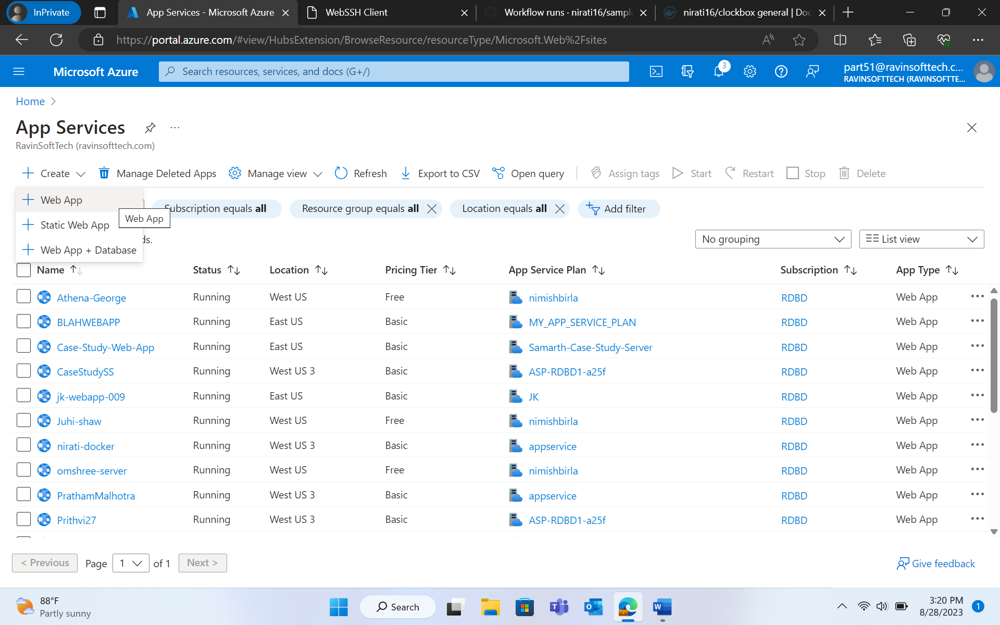 InPrivate
App Services - Microsoft Azure
WebSSH Client
Workflow runs · nirati16/sampl
nirati16/clockbox general | Doc
https://portal.azure.com/#view/HubsExtension/BrowseResource/resourceType/Microsoft.Web%2Fsites
Microsoft Azure
Search resources, services, and docs (G+/)
3
part51@ravinsofttech.c...
RAVINSOFTTECH (RAVINSOFTTE...
Home
App Services
RavinSoftTech (ravinsofttech.com)
Create
Manage Deleted Apps
Manage view
Refresh
Export to CSV
Open query
Assign tags
Start
Restart
Stop
Delete
Web App
Static Web App
Web App + Database
Web App
Subscription equals all
Resource group equals all
Location equals all
Add filter
ds.
No grouping
List view
Name Status Location Pricing Tier App Service Plan Subscription App Type
Athena-George Running West US Free nimishbirla RDBD Web App
BLAHWEBAPP Running East US Basic MY_APP_SERVICE_PLAN RDBD Web App
Case-Study-Web-App Running East US Basic Samarth-Case-Study-Server RDBD Web App
CaseStudySS Running West US 3 Basic ASP-RDBD1-a25f RDBD Web App
jk-webapp-009 Running East US Basic JK RDBD Web App
Juhi-shaw Running West US Free nimishbirla RDBD Web App
nirati-docker Running West US 3 Basic appservice RDBD Web App
omshree-server Running West US Free nimishbirla RDBD Web App
PrathamMalhotra Running West US 3 Basic appservice RDBD Web App
Prithvi27 Running West US 3 Basic ASP-RDBD1-a25f RDBD Web App
< Previous Page 1 of 1 Next >
Give feedback
88°F
Partly sunny
Search
3:20 PM
8/28/2023
1